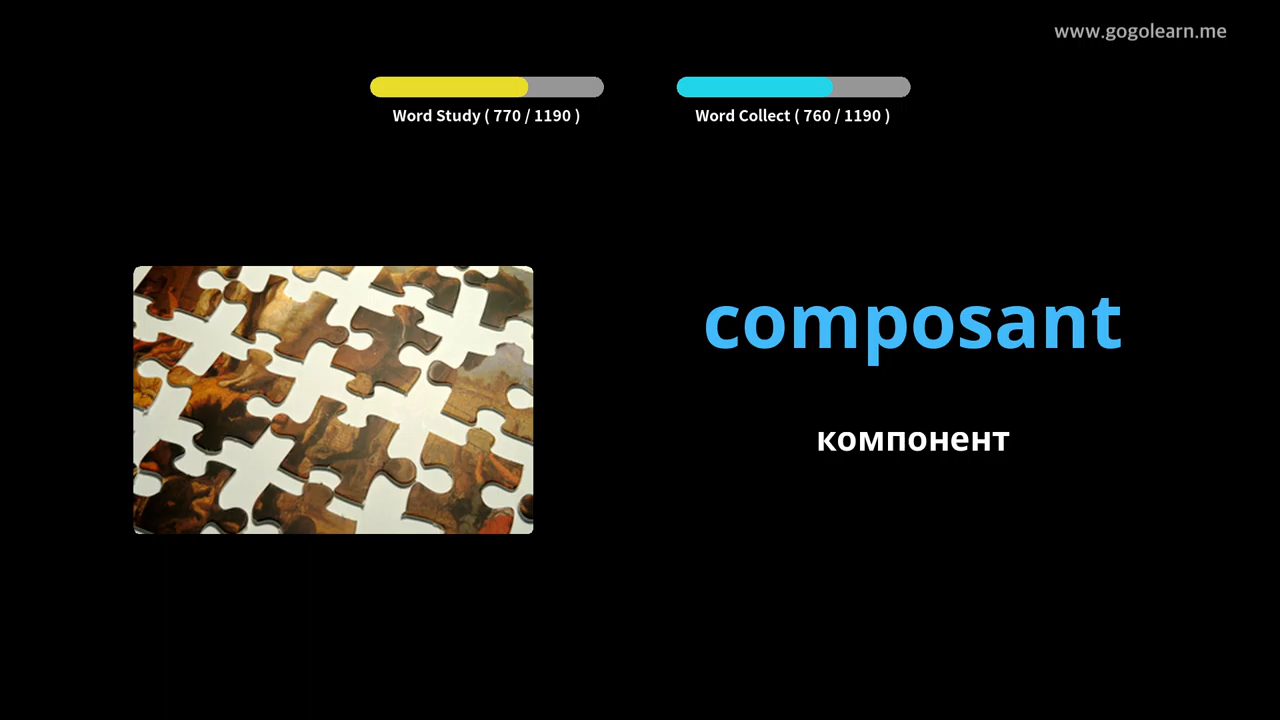 www.gogolearn.me
Word Study ( 770 / 1190 )
Word Collect ( 760 / 1190 )
composant
компонент